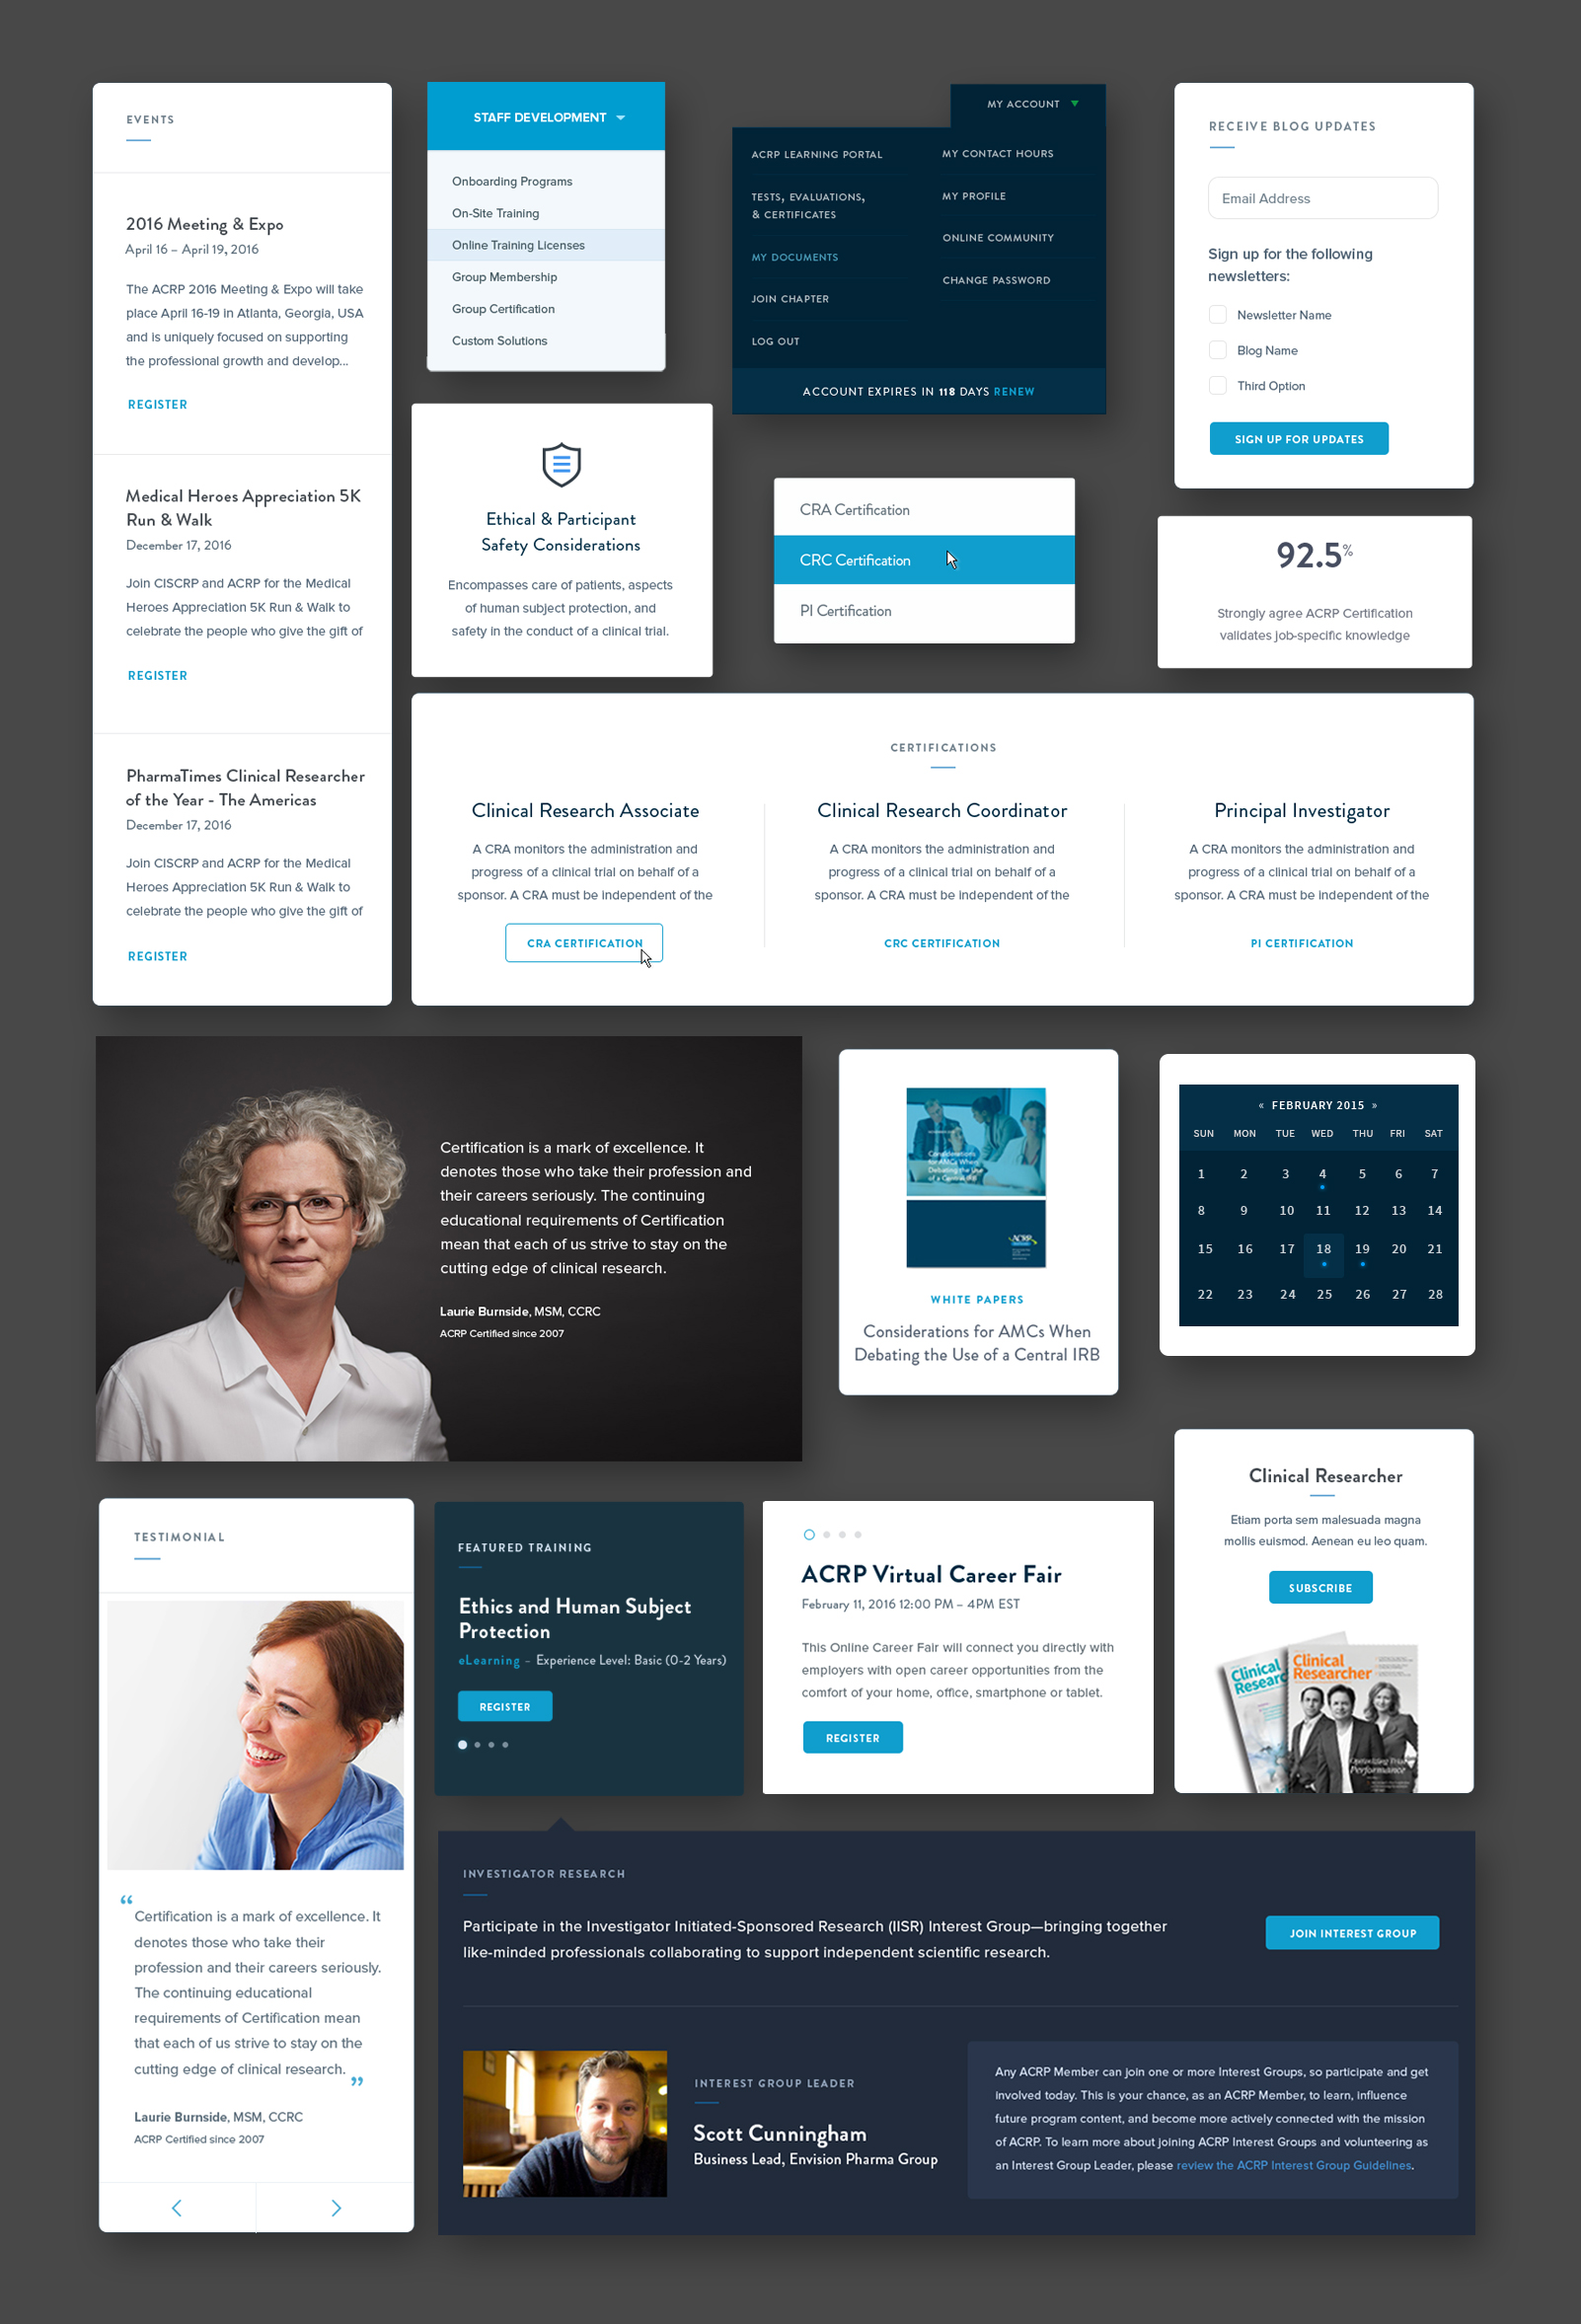 EVENTS
2016 Meeting & Expo
April 16 – April 19, 2016
The ACRP 2016 Meeting & Expo will take
place April 16-19 in Atlanta, Georgia, USA
and is uniquely focused on supporting
the professional growth and develop...
REGISTER
Medical Heroes Appreciation 5K
Run & Walk
December 17, 2016
Join CISCRP and ACRP for the Medical
Heroes Appreciation 5K Run & Walk to
celebrate the people who give the gift of
REGISTER
PharmaTimes Clinical Researcher
of the Year - The Americas
December 17, 2016
Join CISCRP and ACRP for the Medical
Heroes Appreciation 5K Run & Walk to
celebrate the people who give the gift of
REGISTER
STAFF DEVELOPMENT
Onboarding Programs
On-Site Training
Online Training Licenses
Group Membership
Group Certification
Custom Solutions
MY ACCOUNT
ACRP LEARNING PORTAL
TESTS, EVALUATIONS,
& CERTIFICATES
MY DOCUMENTS
JOIN CHAPTER
LOG OUT
MY CONTACT HOURS
MY PROFILE
ONLINE COMMUNITY
CHANGE PASSWORD
ACCOUNT EXPIRES IN 118 DAYS RENEW
RECEIVE BLOG UPDATES
Email Address
Sign up for the following
newsletters:
Newsletter Name
Blog Name
Third Option
SIGN UP FOR UPDATES
Ethical & Participant
Safety Considerations
Encompasses care of patients, aspects
of human subject protection, and
safety in the conduct of a clinical trial.
CRA Certification
CRC Certification
PI Certification
92.5%
Strongly agree ACRP Certification
validates job-specific knowledge
CERTIFICATIONS
Clinical Research Associate
A CRA monitors the administration and
progress of a clinical trial on behalf of a
sponsor. A CRA must be independent of the
CRA CERTIFICATION
Clinical Research Coordinator
A CRA monitors the administration and
progress of a clinical trial on behalf of a
sponsor. A CRA must be independent of the
CRC CERTIFICATION
Principal Investigator
A CRA monitors the administration and
progress of a clinical trial on behalf of a
sponsor. A CRA must be independent of the
PI CERTIFICATION
Certification is a mark of excellence. It
denotes those who take their profession and
their careers seriously. The continuing
educational requirements of Certification
mean that each of us strive to stay on the
cutting edge of clinical research.
Laurie Burnside, MSM, CCRC
ACRP Certified since 2007
Considerations
for AMCs When
Debating the Use
of a Central IRB
ACRP
WHITE PAPERS
Considerations for AMCs When
Debating the Use of a Central IRB
« FEBRUARY 2015 »
SUN MON TUE WED THU FRI SAT
1 2 3 4 5 6 7
8 9 10 11 12 13 14
15 16 17 18 19 20 21
22 23 24 25 26 27 28
Clinical Researcher
Etiam porta sem malesuada magna
mollis euismod. Aenean eu leo quam.
SUBSCRIBE
Clinical
Researc
Clinical
Researcher
Performance
TESTIMONIAL
“
Certification is a mark of excellence. It
denotes those who take their
profession and their careers seriously.
The continuing educational
requirements of Certification mean
that each of us strive to stay on the
cutting edge of clinical research.
”
Laurie Burnside, MSM, CCRC
ACRP Certified since 2007
FEATURED TRAINING
Ethics and Human Subject
Protection
eLearning – Experience Level: Basic (0-2 Years)
REGISTER
ACRP Virtual Career Fair
February 11, 2016 12:00 PM – 4PM EST
This Online Career Fair will connect you directly with
employers with open career opportunities from the
comfort of your home, office, smartphone or tablet.
REGISTER
INVESTIGATOR RESEARCH
Participate in the Investigator Initiated-Sponsored Research (IISR) Interest Group—bringing together
like-minded professionals collaborating to support independent scientific research.
JOIN INTEREST GROUP
INTEREST GROUP LEADER
Scott Cunningham
Business Lead, Envision Pharma Group
Any ACRP Member can join one or more Interest Groups, so participate and get
involved today. This is your chance, as an ACRP Member, to learn, influence
future program content, and become more actively connected with the mission
of ACRP. To learn more about joining ACRP Interest Groups and volunteering as
an Interest Group Leader, please review the ACRP Interest Group Guidelines.